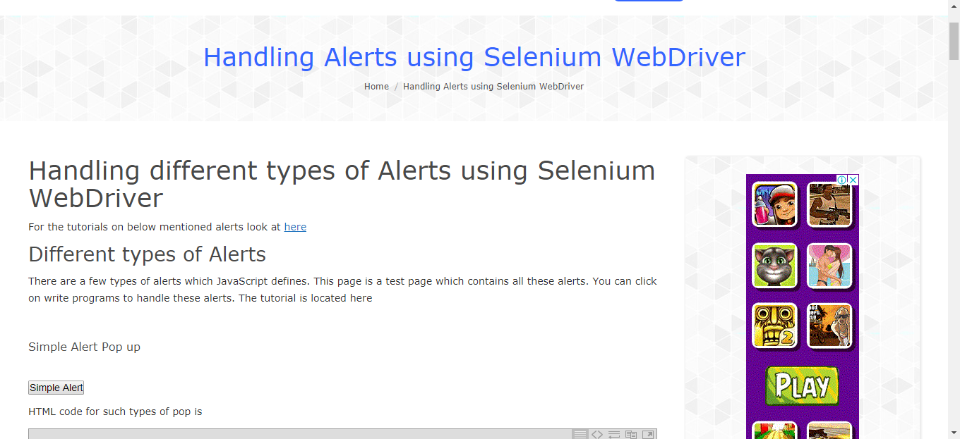 Handling Alerts using Selenium WebDriver
Home / Handling Alerts using Selenium WebDriver
Handling different types of Alerts using Selenium
WebDriver
For the tutorials on below mentioned alerts look at here
Different types of Alerts
There are a few types of alerts which JavaScript defines. This page is a test page which contains all these alerts. You can click
on write programs to handle these alerts. The tutorial is located here
Simple Alert Pop up
Simple Alert
HTML code for such types of pop is
2
PLAY